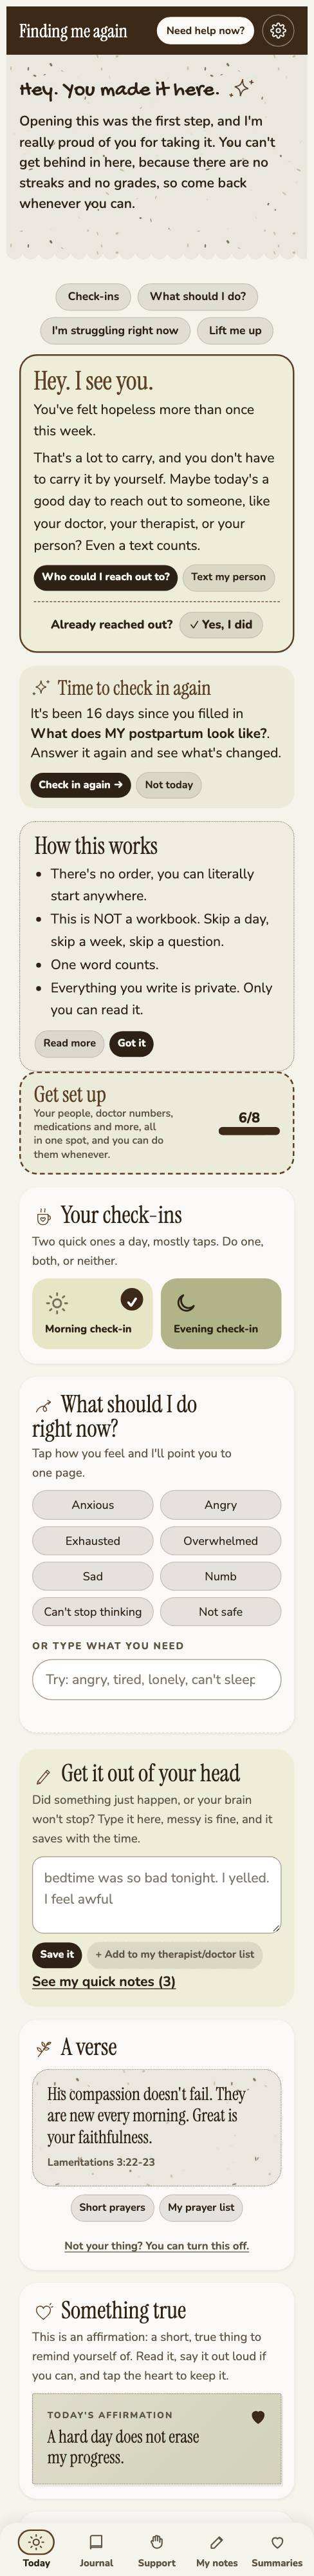 Finding me again
Need help now?
Hey. You made it here.
Opening this was the first step, and I'm
really proud of you for taking it. You can't
get behind in here, because there are no
streaks and no grades, so come back
whenever you can.
Check-ins
What should I do?
I'm struggling right now
Lift me up
Hey. I see you.
You've felt hopeless more than once
this week.
That's a lot to carry, and you don't have
to carry it by yourself. Maybe today's a
good day to reach out to someone, like
your doctor, your therapist, or your
person? Even a text counts.
Who could I reach out to?
Text my person
Already reached out?
✓ Yes, I did
Time to check in again
It's been 16 days since you filled in
What does MY postpartum look like?.
Answer it again and see what's changed.
Check in again →
Not today
How this works
• There's no order, you can literally
start anywhere.
• This is NOT a workbook. Skip a day,
skip a week, skip a question.
• One word counts.
• Everything you write is private. Only
you can read it.
Read more
Got it
Get set up
Your people, doctor numbers,
medications and more, all
in one spot, and you can do
them whenever.
6/8
Your check-ins
Two quick ones a day, mostly taps. Do one,
both, or neither.
Morning check-in
Evening check-in
What should I do
right now?
Tap how you feel and I'll point you to
one page.
Anxious
Angry
Exhausted
Overwhelmed
Sad
Numb
Can't stop thinking
Not safe
OR TYPE WHAT YOU NEED
Try: angry, tired, lonely, can't sleep
Get it out of your head
Did something just happen, or your brain
won't stop? Type it here, messy is fine, and it
saves with the time.
bedtime was so bad tonight. I yelled.
I feel awful
Save it
+ Add to my therapist/doctor list
See my quick notes (3)
A verse
His compassion doesn't fail. They
are new every morning. Great is
your faithfulness.
Lamentations 3:22-23
Short prayers
My prayer list
Not your thing? You can turn this off.
Something true
This is an affirmation: a short, true thing to
remind yourself of. Read it, say it out loud if
you can, and tap the heart to keep it.
TODAY'S AFFIRMATION
A hard day does not erase
my progress.
Today
Journal
Support
My notes
Summaries